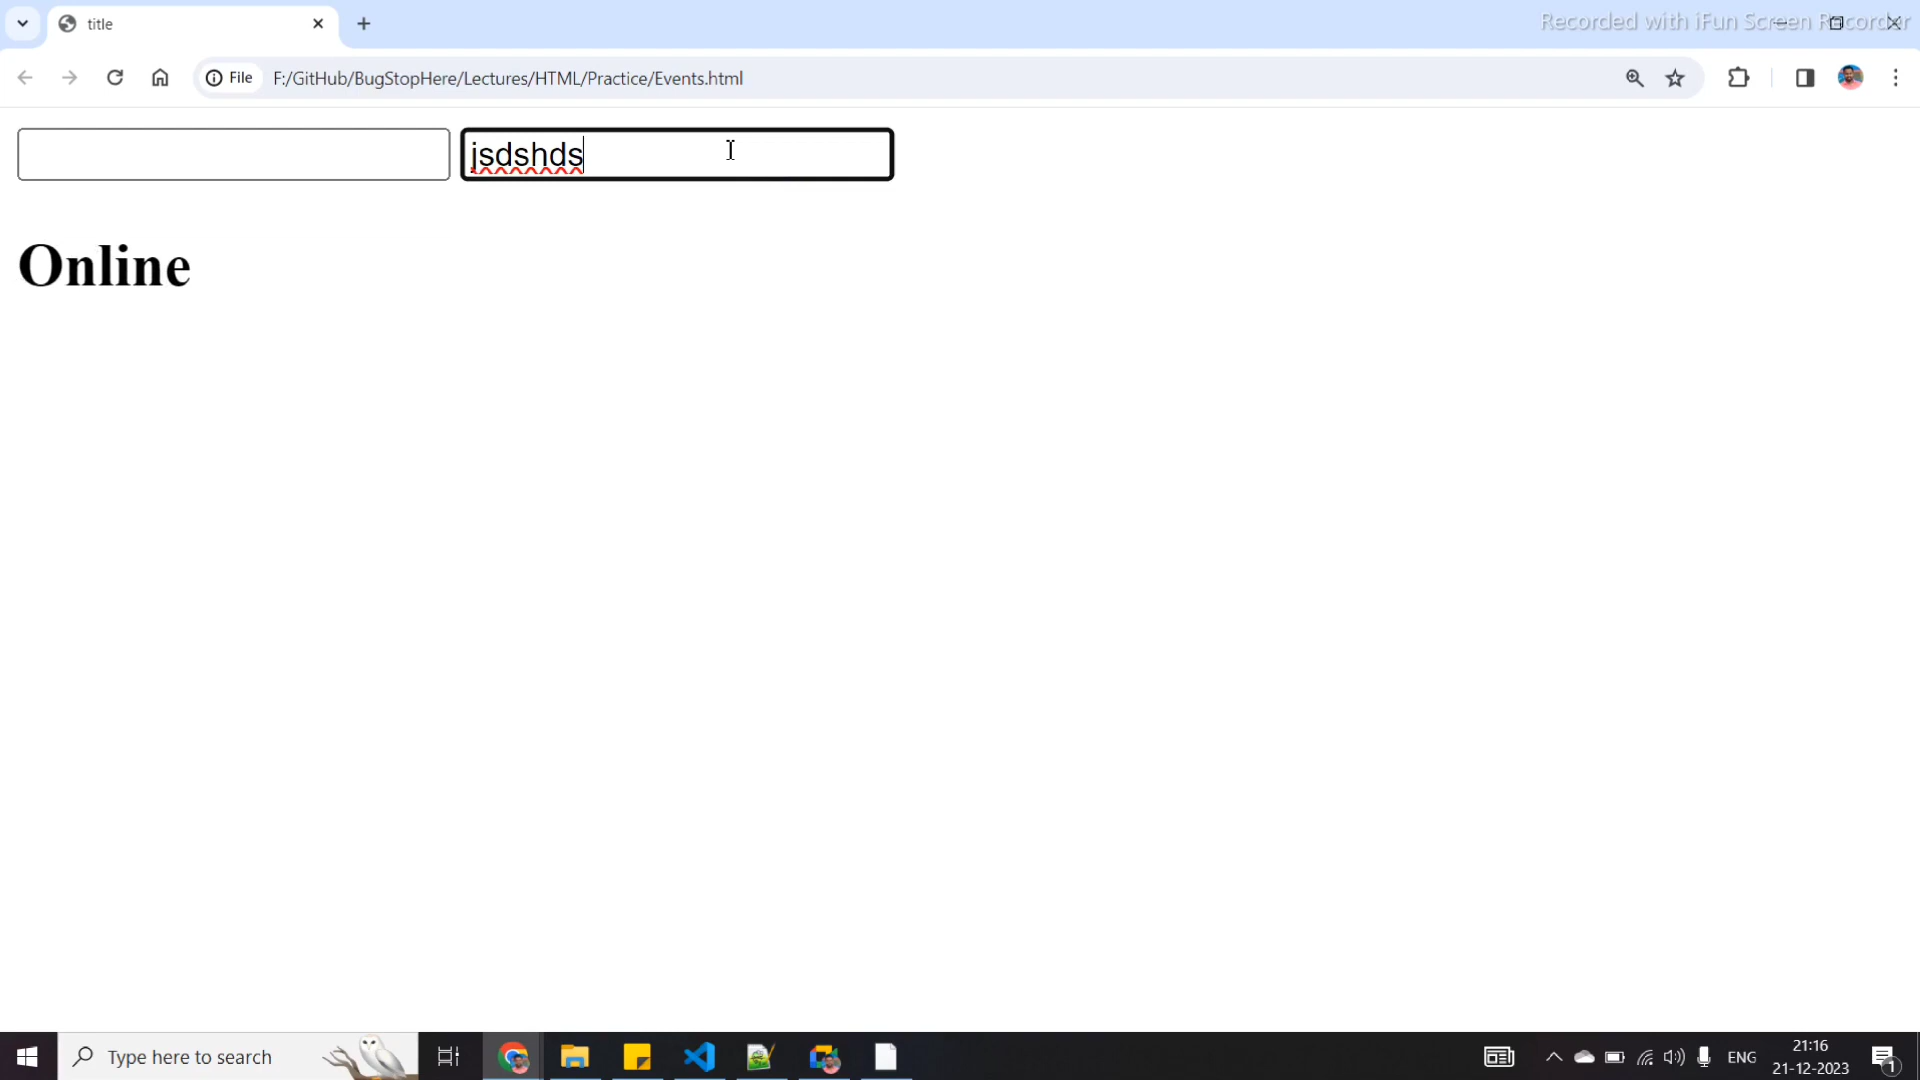 title
Recorded with iFun Screen Recorder
File
F:/GitHub/BugStopHere/Lectures/HTML/Practice/Events.html
jsdshds
Online
Type here to search
ENG
21:16
21-12-2023
1